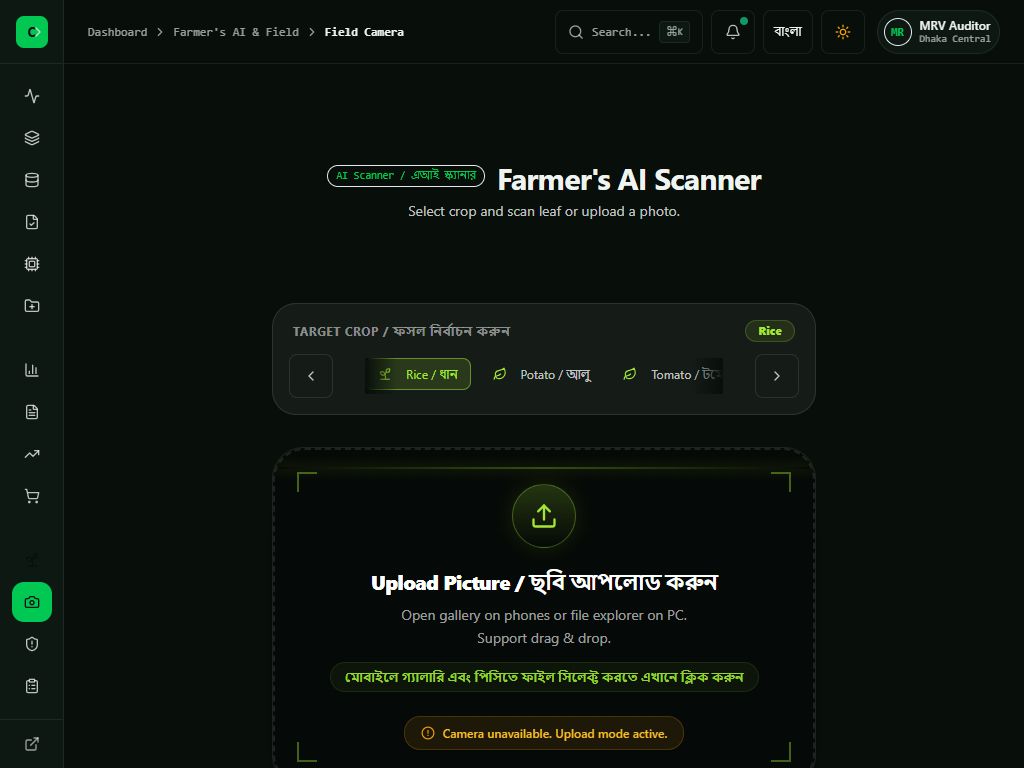 Dashboard > Farmer's AI & Field > Field Camera
Search... ⌘K
বাংলা
MR
MRV Auditor
Dhaka Central
AI Scanner / এআই স্ক্যানার
Farmer's AI Scanner
Select crop and scan leaf or upload a photo.
TARGET CROP / ফসল নির্বাচন করুন
Rice
Rice / ধান
Potato / আলু
Tomato /
Upload Picture / ছবি আপলোড করুন
Open gallery on phones or file explorer on PC.
Support drag & drop.
মোবাইলে গ্যালারি এবং পিসিতে ফাইল সিলেক্ট করতে এখানে ক্লিক করুন
Camera unavailable. Upload mode active.